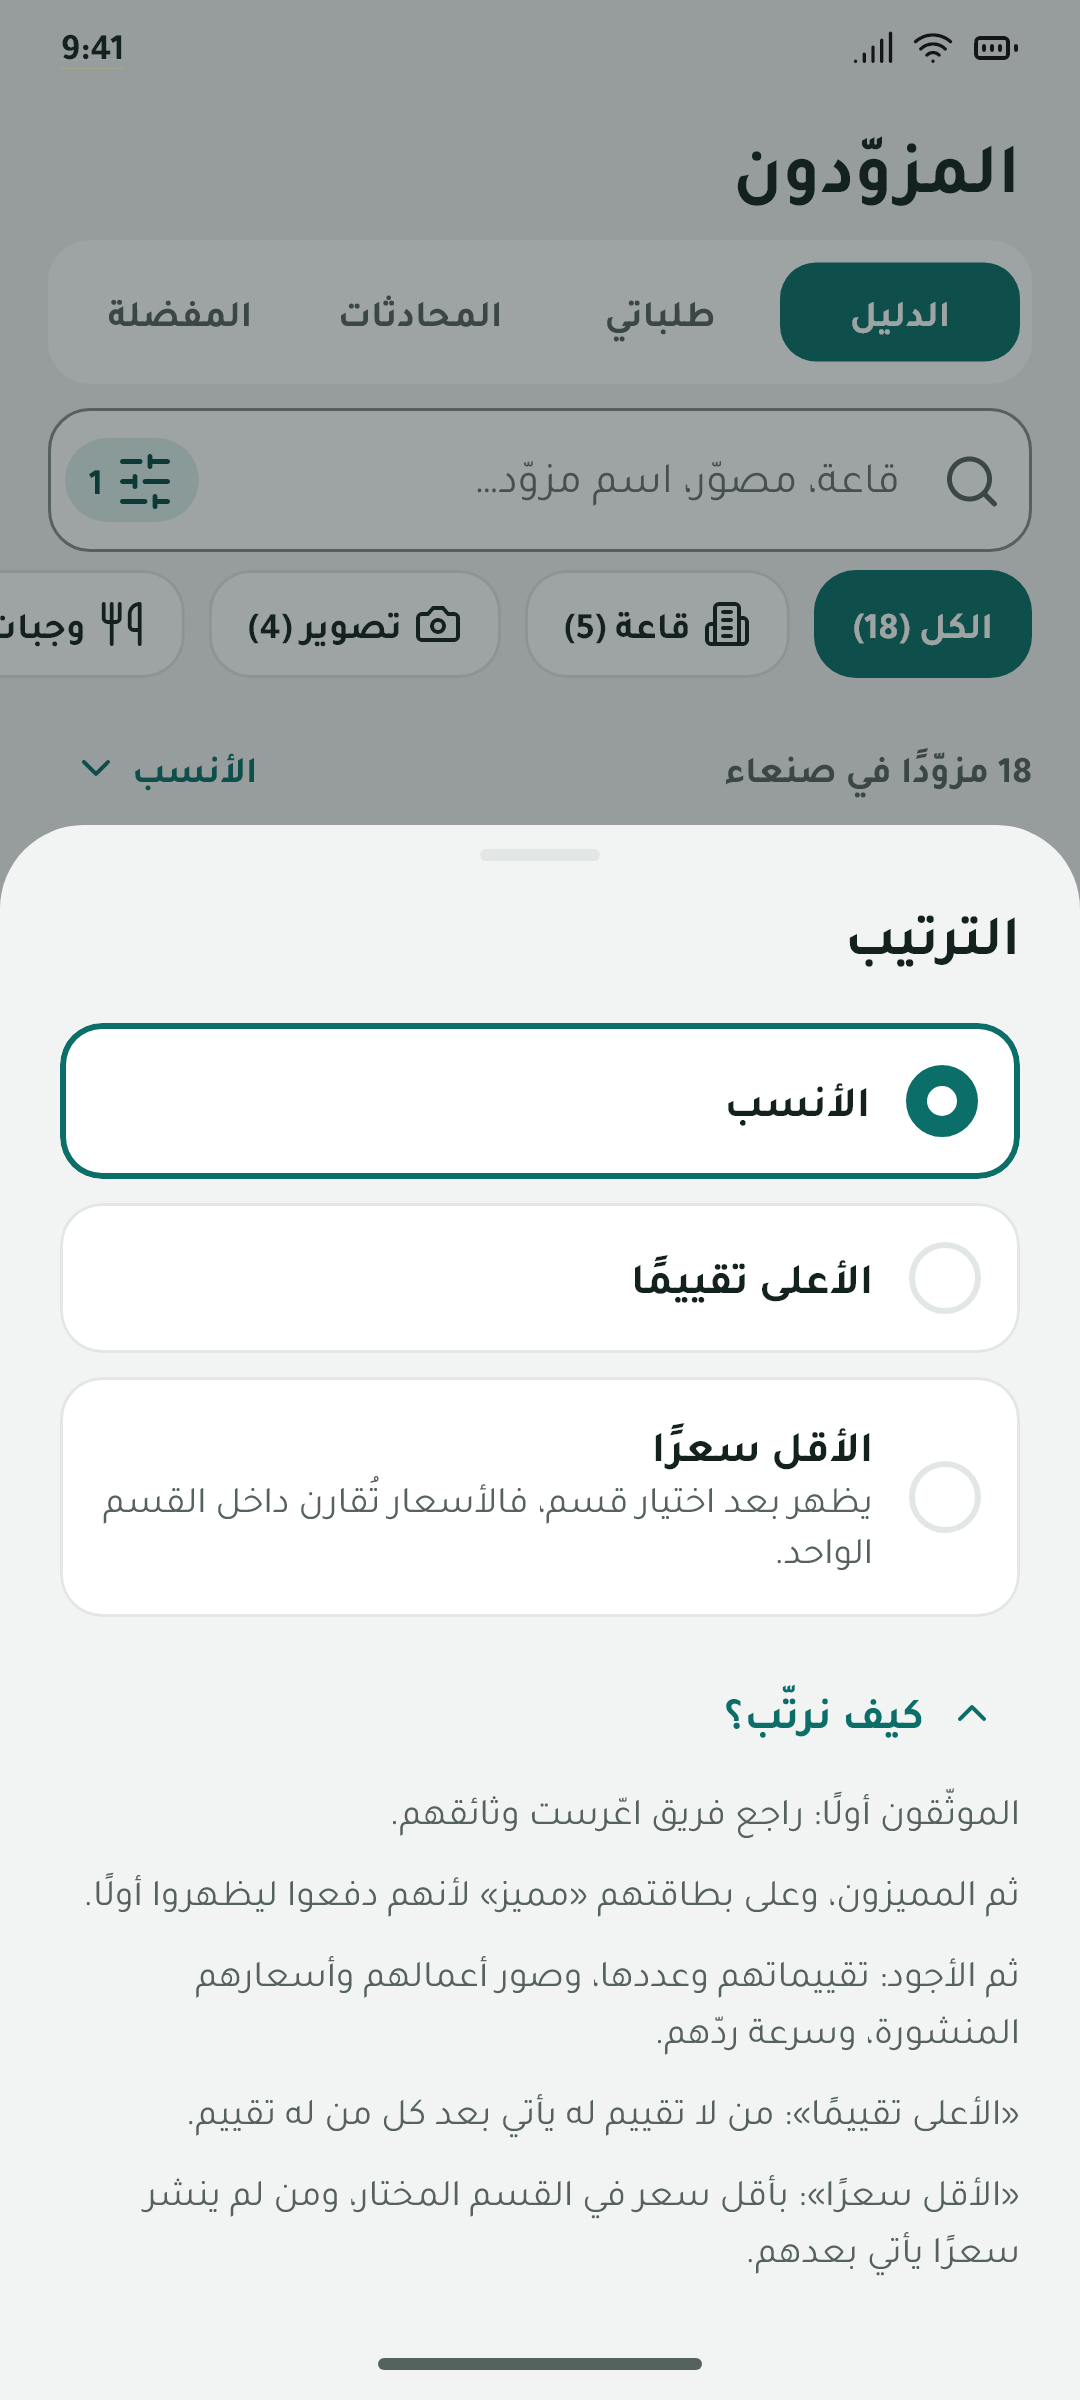 9:41
المزوّدون
الدليل
طلباتي
المحادثات
المفضلة
قاعة، مصوّر، اسم مزوّد...
1
الكل (18)
قاعة (5)
تصوير (4)
وجبات
18 مزوّدًا في صنعاء
الأنسب
الترتيب
الأنسب
الأعلى تقييمًا
الأقل سعرًا
يظهر بعد اختيار قسم، فالأسعار تُقارن داخل القسم
الواحد.
كيف نرتّب؟
الموثّقون أولًا: راجع فريق اعّرست وثائقهم.
ثم المميزون، وعلى بطاقتهم «مميز» لأنهم دفعوا ليظهروا أولًا.
ثم الأجود: تقييماتهم وعددها، وصور أعمالهم وأسعارهم
المنشورة، وسرعة ردّهم.
«الأعلى تقييمًا»: من لا تقييم له يأتي بعد كل من له تقييم.
«الأقل سعرًا»: بأقل سعر في القسم المختار، ومن لم ينشر
سعرًا يأتي بعدهم.